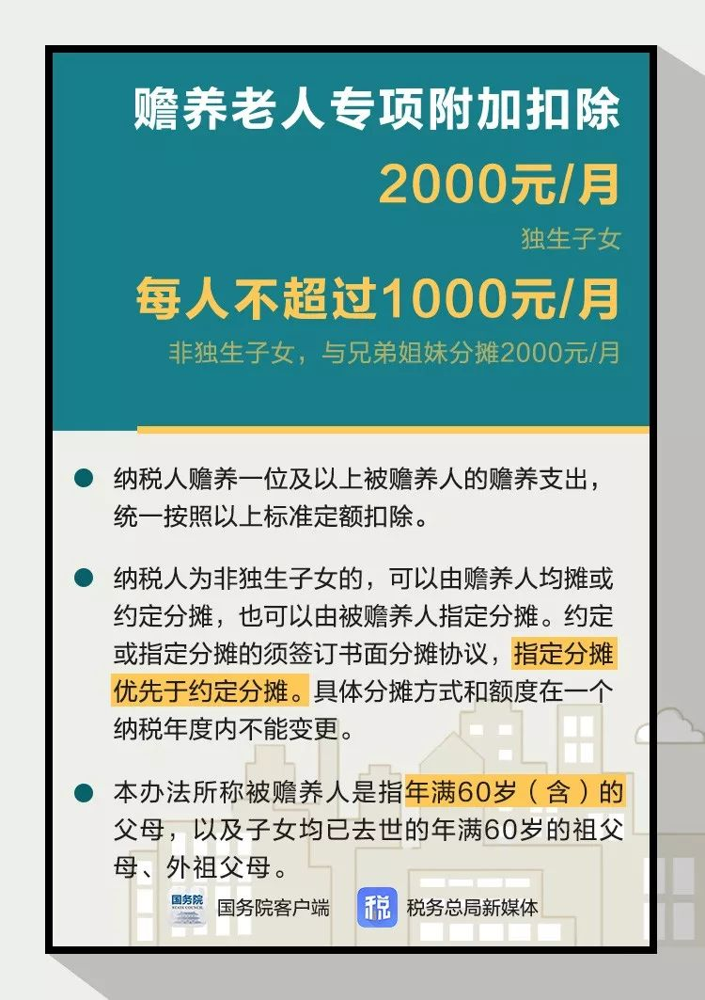 赡养老人专项附加扣除
2000元/月
独生子女
每人不超过1000元/月
非独生子女，与兄弟姐妹分摊2000元/月
纳税人赡养一位及以上被赡养人的赡养支出，
统一按照以上标准定额扣除。
纳税人为非独生子女的，可以由赡养人均摊或
约定分摊，也可以由被赡养人指定分摊。约定
或指定分摊的须签订书面分摊协议，指定分摊
优先于约定分摊。具体分摊方式和额度在一个
纳税年度内不能变更。
本办法所称被赡养人是指年满60岁（含）的
父母，以及子女均已去世的年满60岁的祖父
母、外祖父母。
国务院
STATE COUNCIL
国务院客户端
税
税务总局新媒体